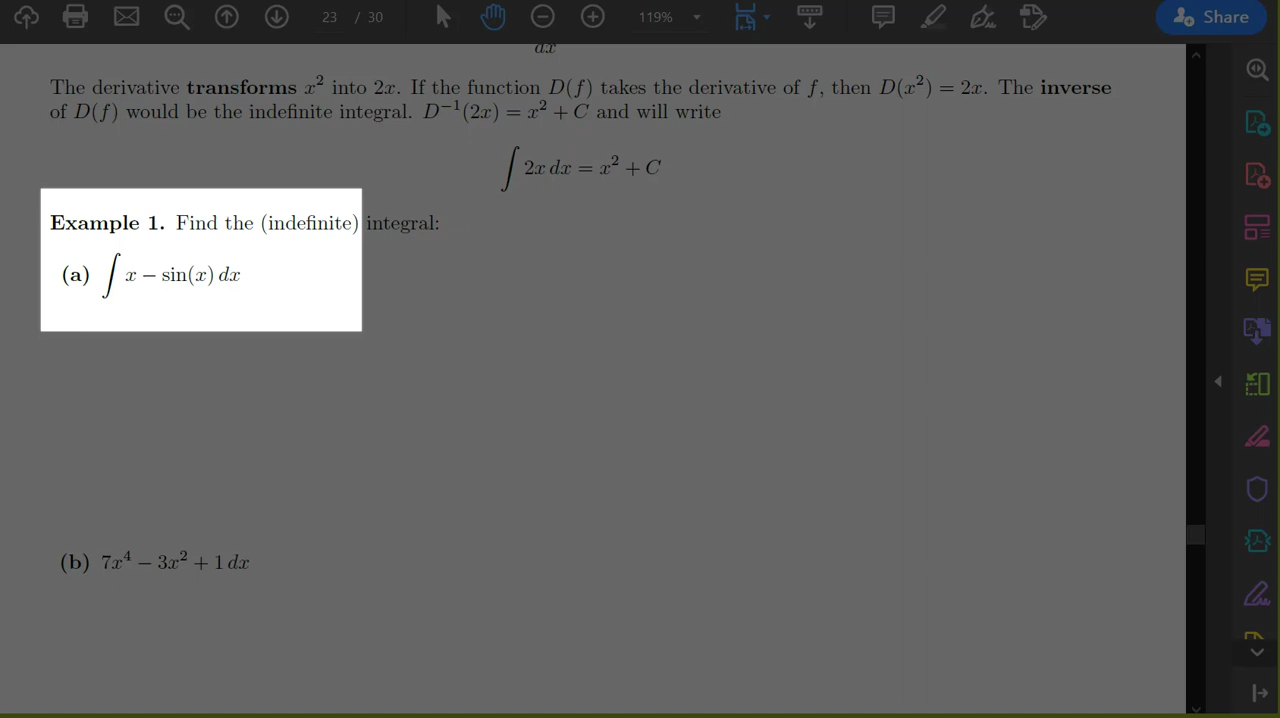 23 / 30
119%
Share
dx
The derivative transforms x² into 2x. If the function D(f) takes the derivative of f, then D(x²) = 2x. The inverse
of D(f) would be the indefinite integral. D⁻¹(2x) = x² + C and will write
∫ 2x dx = x² + C
Example 1. Find the (indefinite) integral:
(a) ∫ x − sin(x) dx
(b) 7x⁴ − 3x² + 1 dx